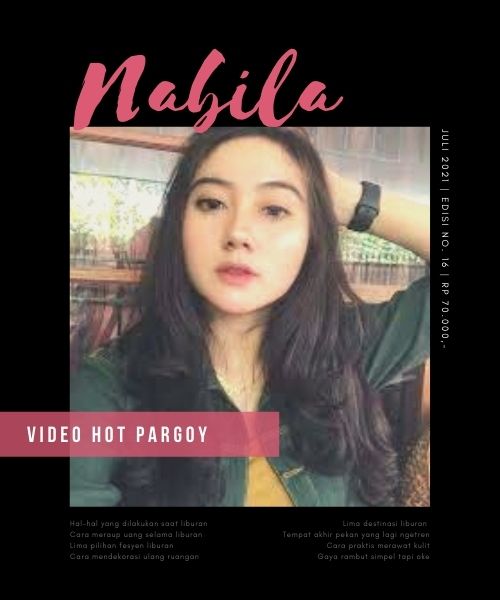 Nabila
JULI 2021 | EDISI NO. 16 | RP 70.000,-
VIDEO HOT PARGOY
Hal-hal yang dilakukan saat liburan
Cara meraup uang selama liburan
Lima pilihan fesyen liburan
Cara mendekorasi ulang ruangan
Lima destinasi liburan
Tempat akhir pekan yang lagi ngetren
Cara praktis merawat kulit
Gaya rambut simpel tapi oke